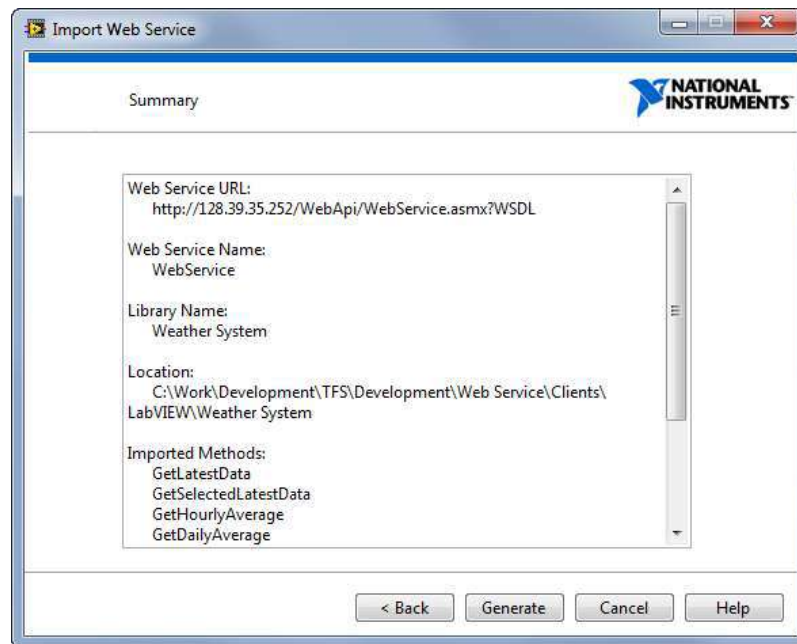 Import Web Service
Summary
NATIONAL
INSTRUMENTS™
Web Service URL:
http://128.39.35.252/WebApi/WebService.asmx?WSDL
Web Service Name:
WebService
Library Name:
Weather System
Location:
C:\Work\Development\TFS\Development\Web Service\Clients\
LabVIEW\Weather System
Imported Methods:
GetLatestData
GetSelectedLatestData
GetHourlyAverage
GetDailyAverage
< Back Generate Cancel Help